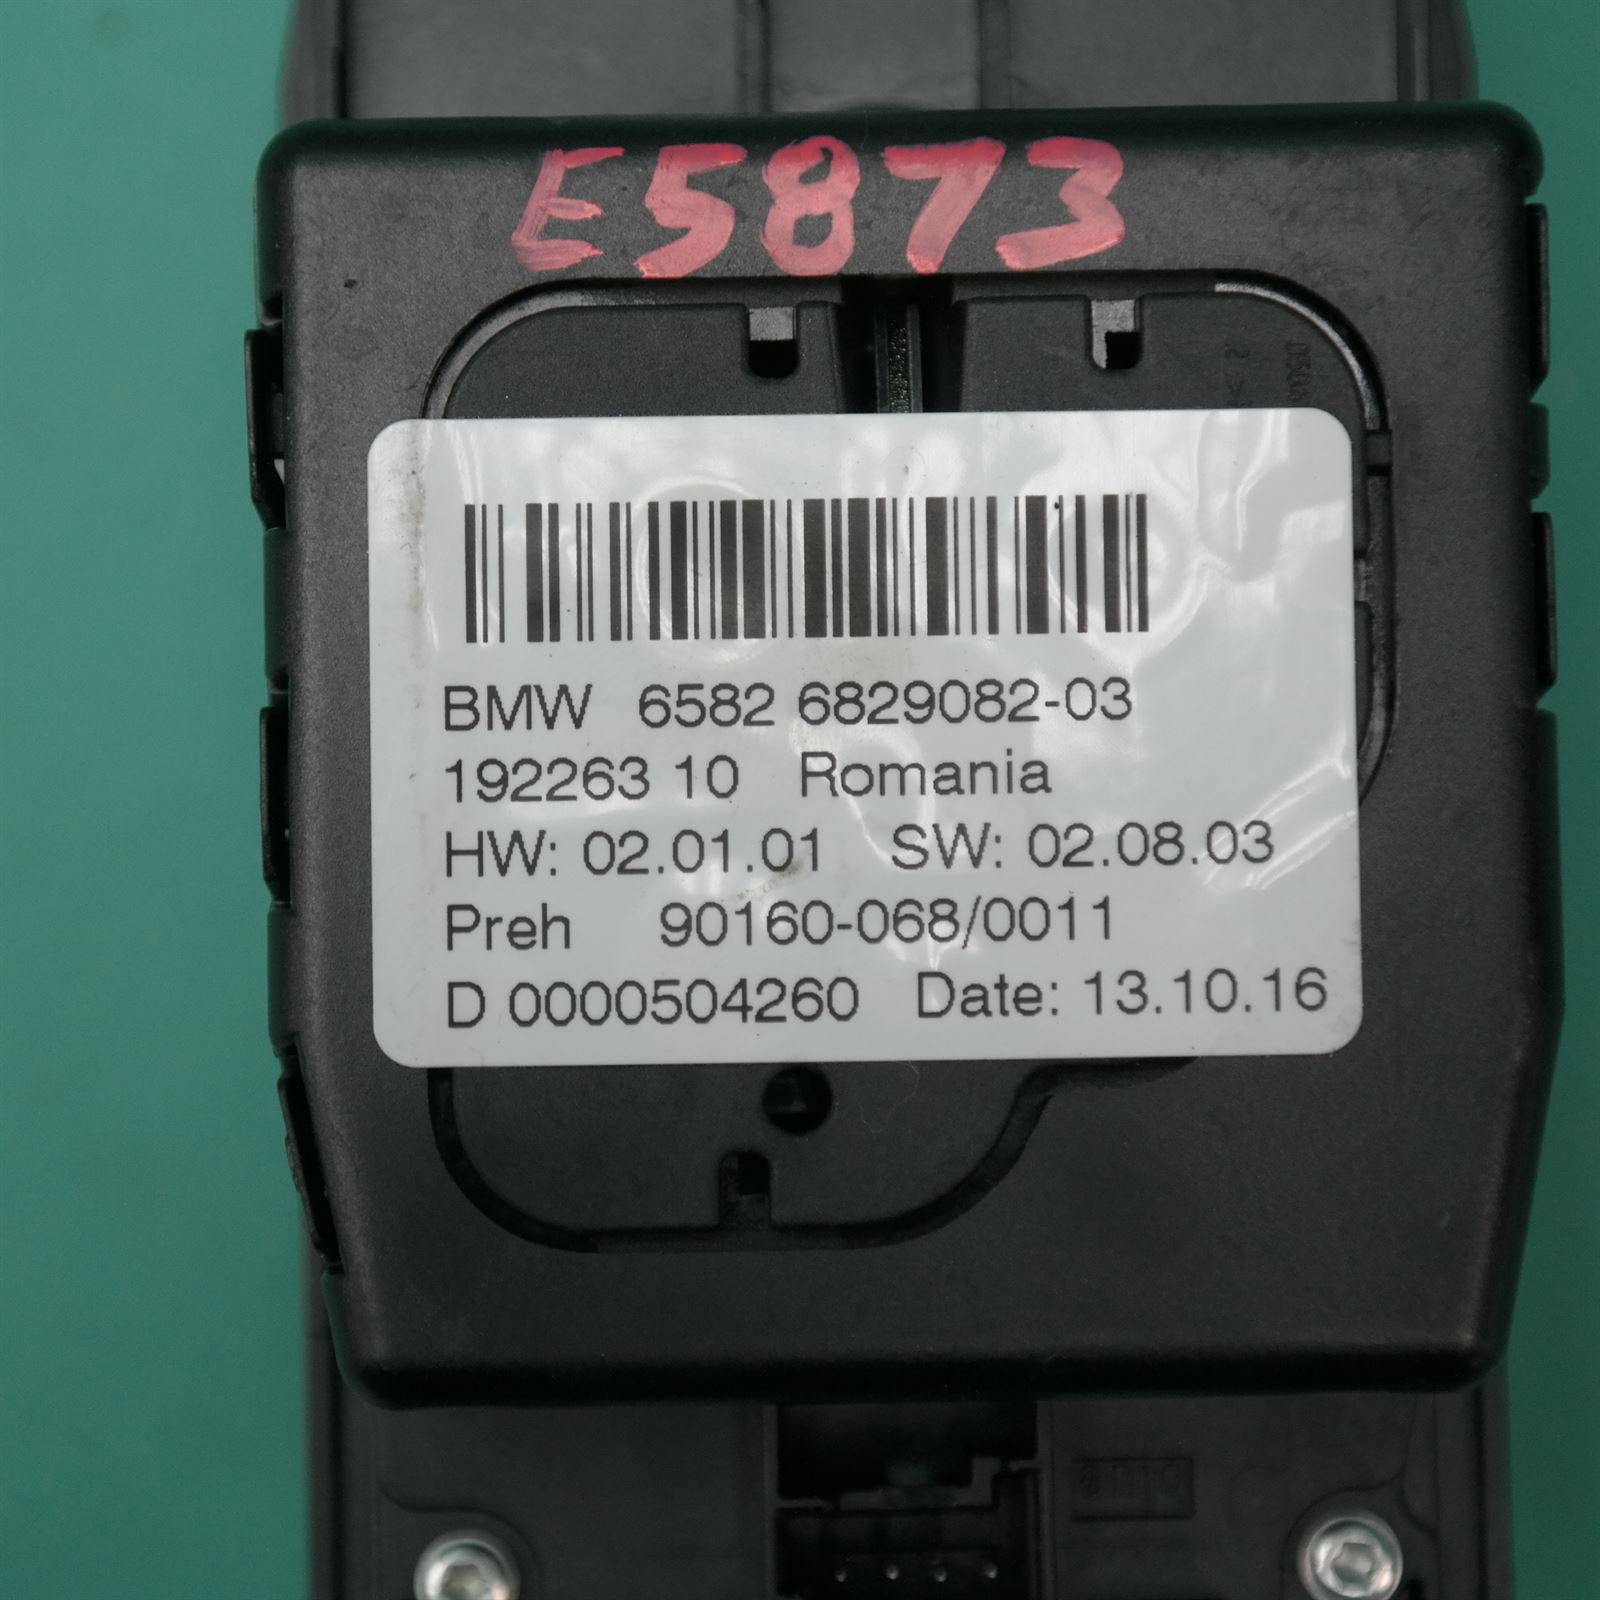 E5873
BMW 6582 6829082-03
192263 10 Romania
HW: 02.01.01 SW: 02.08.03
Preh 90160-068/0011
D 0000504260 Date: 13.10.16